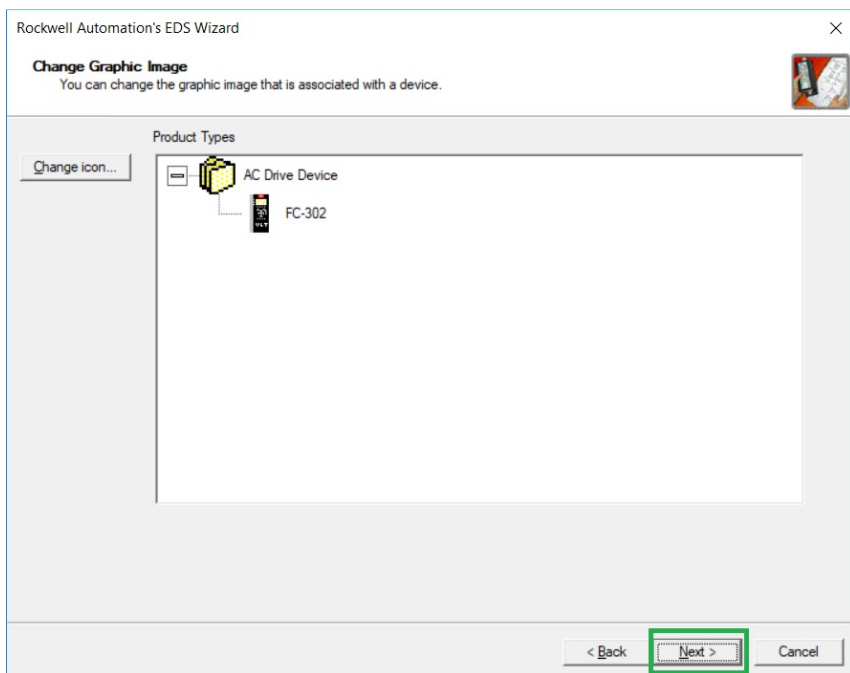 Rockwell Automation's EDS Wizard
Change Graphic Image
You can change the graphic image that is associated with a device.
Product Types
Change icon...
AC Drive Device
FC-302
VLT
< Back
Next >
Cancel